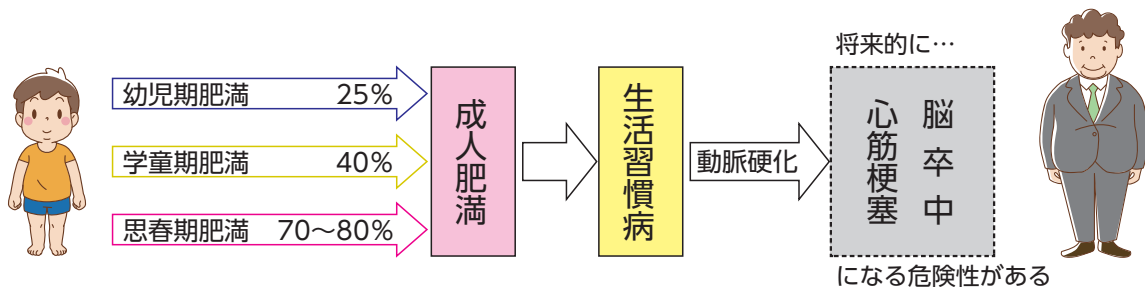 幼児期肥満 25%
学童期肥満 40%
思春期肥満 70〜80%
成人肥満
生活習慣病
動脈硬化
将来的に…
脳卒中
心筋梗塞
になる危険性がある